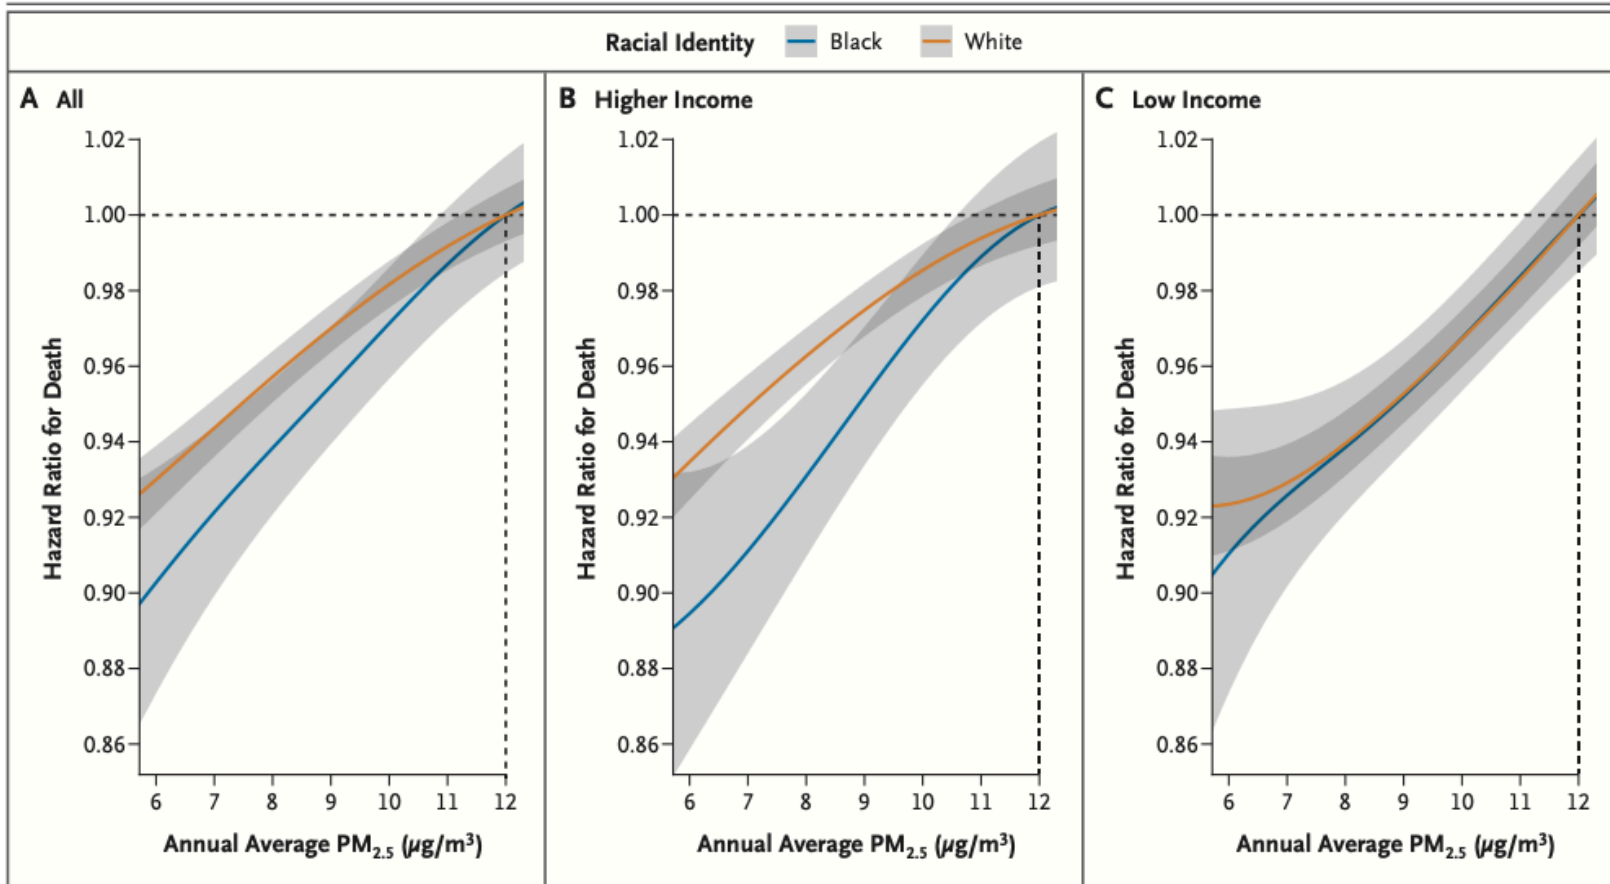 Racial Identity Black White
A All
1.02
1.00
0.98
0.96
0.94
0.92
0.90
0.88
0.86
Hazard Ratio for Death
6 7 8 9 10 11 12
Annual Average PM2.5 (μg/m³)
B Higher Income
1.02
1.00
0.98
0.96
0.94
0.92
0.90
0.88
0.86
Hazard Ratio for Death
6 7 8 9 10 11 12
Annual Average PM2.5 (μg/m³)
C Low Income
1.02
1.00
0.98
0.96
0.94
0.92
0.90
0.88
0.86
Hazard Ratio for Death
6 7 8 9 10 11 12
Annual Average PM2.5 (μg/m³)